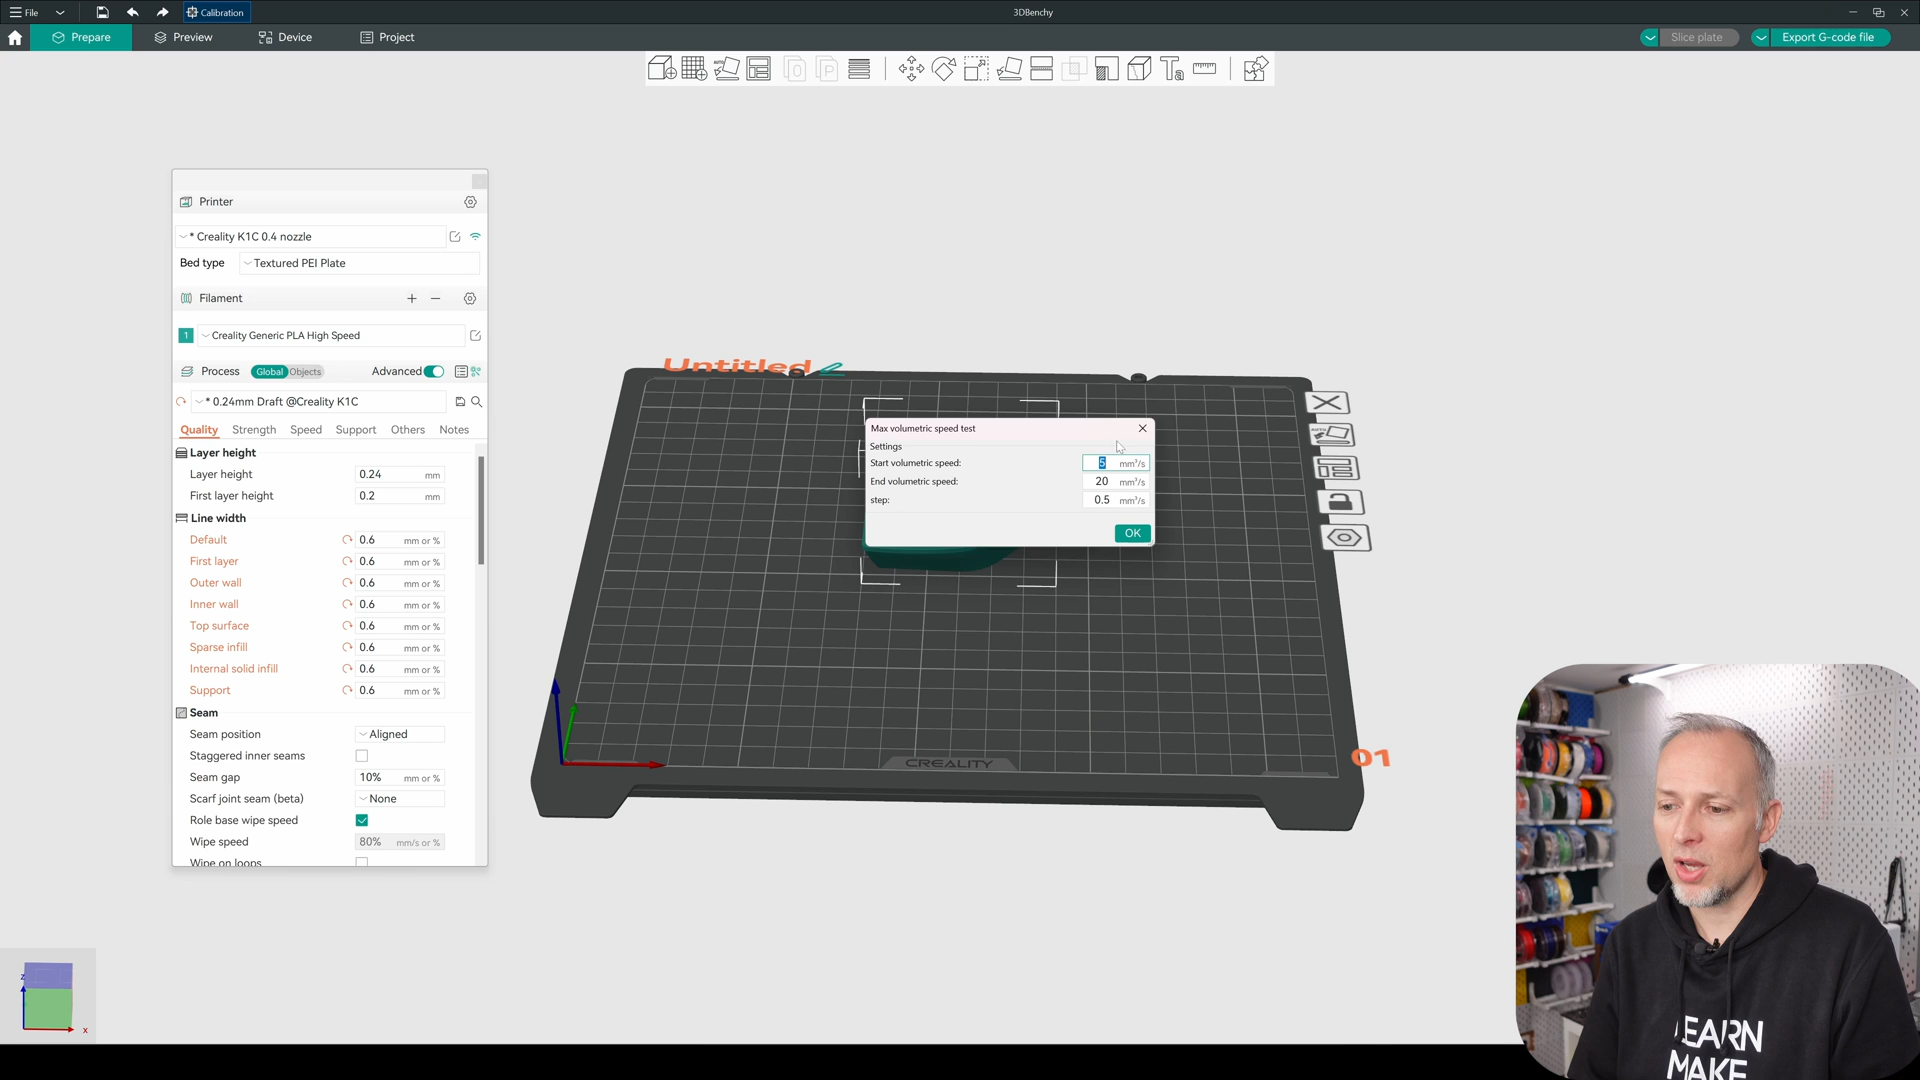 File
Calibration
3DBenchy
Prepare
Preview
Device
Project
Slice plate
Export G-code file
Printer
* Creality K1C 0.4 nozzle
Bed type
Textured PEI Plate
Filament
1
Creality Generic PLA High Speed
Process
Global
Objects
Advanced
* 0.24mm Draft @Creality K1C
Quality
Strength
Speed
Support
Others
Notes
Layer height
Layer height 0.24 mm
First layer height 0.2 mm
Line width
Default 0.6 mm or %
First layer 0.6 mm or %
Outer wall 0.6 mm or %
Inner wall 0.6 mm or %
Top surface 0.6 mm or %
Sparse infill 0.6 mm or %
Internal solid infill 0.6 mm or %
Support 0.6 mm or %
Seam
Seam position Aligned
Staggered inner seams
Seam gap 10% mm or %
Scarf joint seam (beta) None
Role base wipe speed
Wipe speed 80% mm/s or %
Wipe on loops
Untitled
Max volumetric speed test
Settings
Start volumetric speed: 5 mm³/s
End volumetric speed: 20 mm³/s
step: 0.5 mm³/s
OK
AUTO
CREALITY
01
z
x
LEARN
MAKE